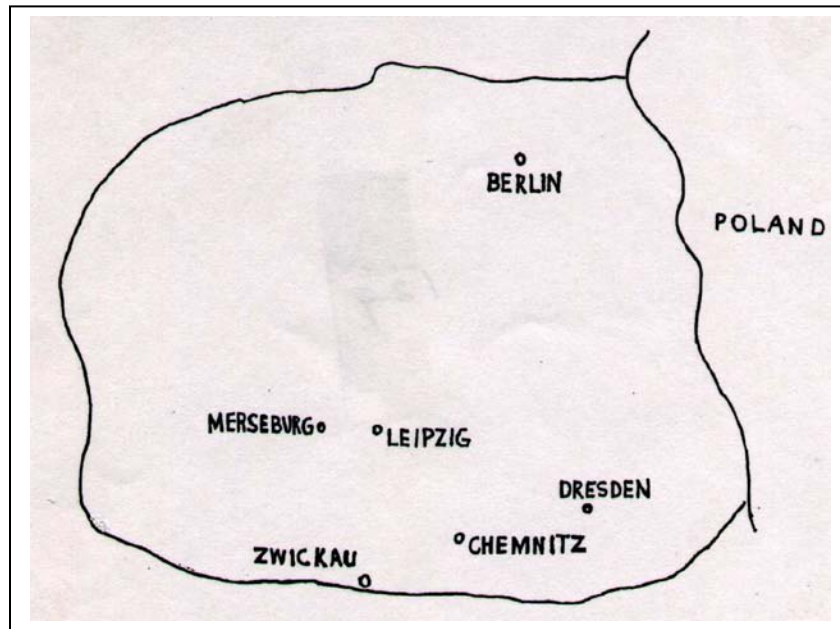 BERLIN
POLAND
MERSEBURG
LEIPZIG
DRESDEN
CHEMNITZ
ZWICKAU